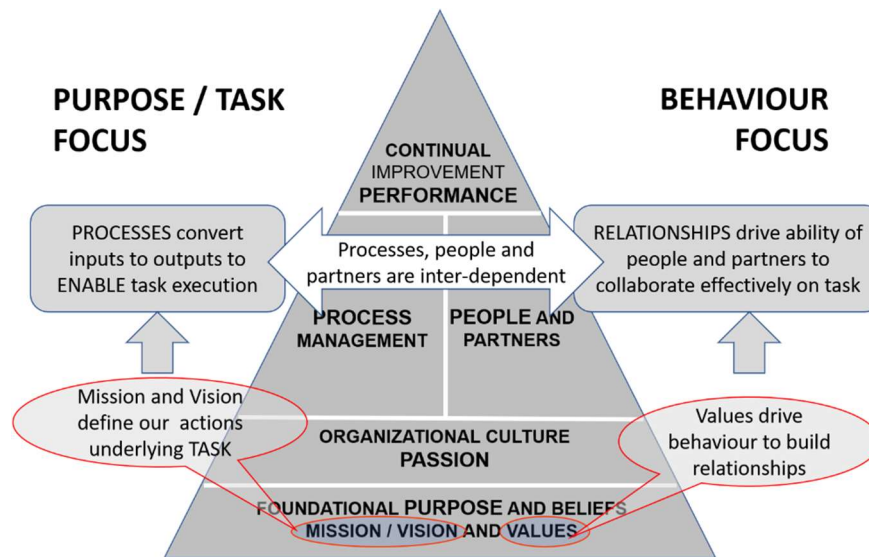 PURPOSE / TASK
FOCUS
BEHAVIOUR
FOCUS
CONTINUAL
IMPROVEMENT
PERFORMANCE
PROCESSES convert
inputs to outputs to
ENABLE task execution
Processes, people and
partners are inter-dependent
RELATIONSHIPS drive ability of
people and partners to
collaborate effectively on task
PROCESS
MANAGEMENT
PEOPLE AND
PARTNERS
Mission and Vision
define our actions
underlying TASK
Values drive
behaviour to build
relationships
ORGANIZATIONAL CULTURE
PASSION
FOUNDATIONAL PURPOSE AND BELIEFS
MISSION / VISION AND VALUES